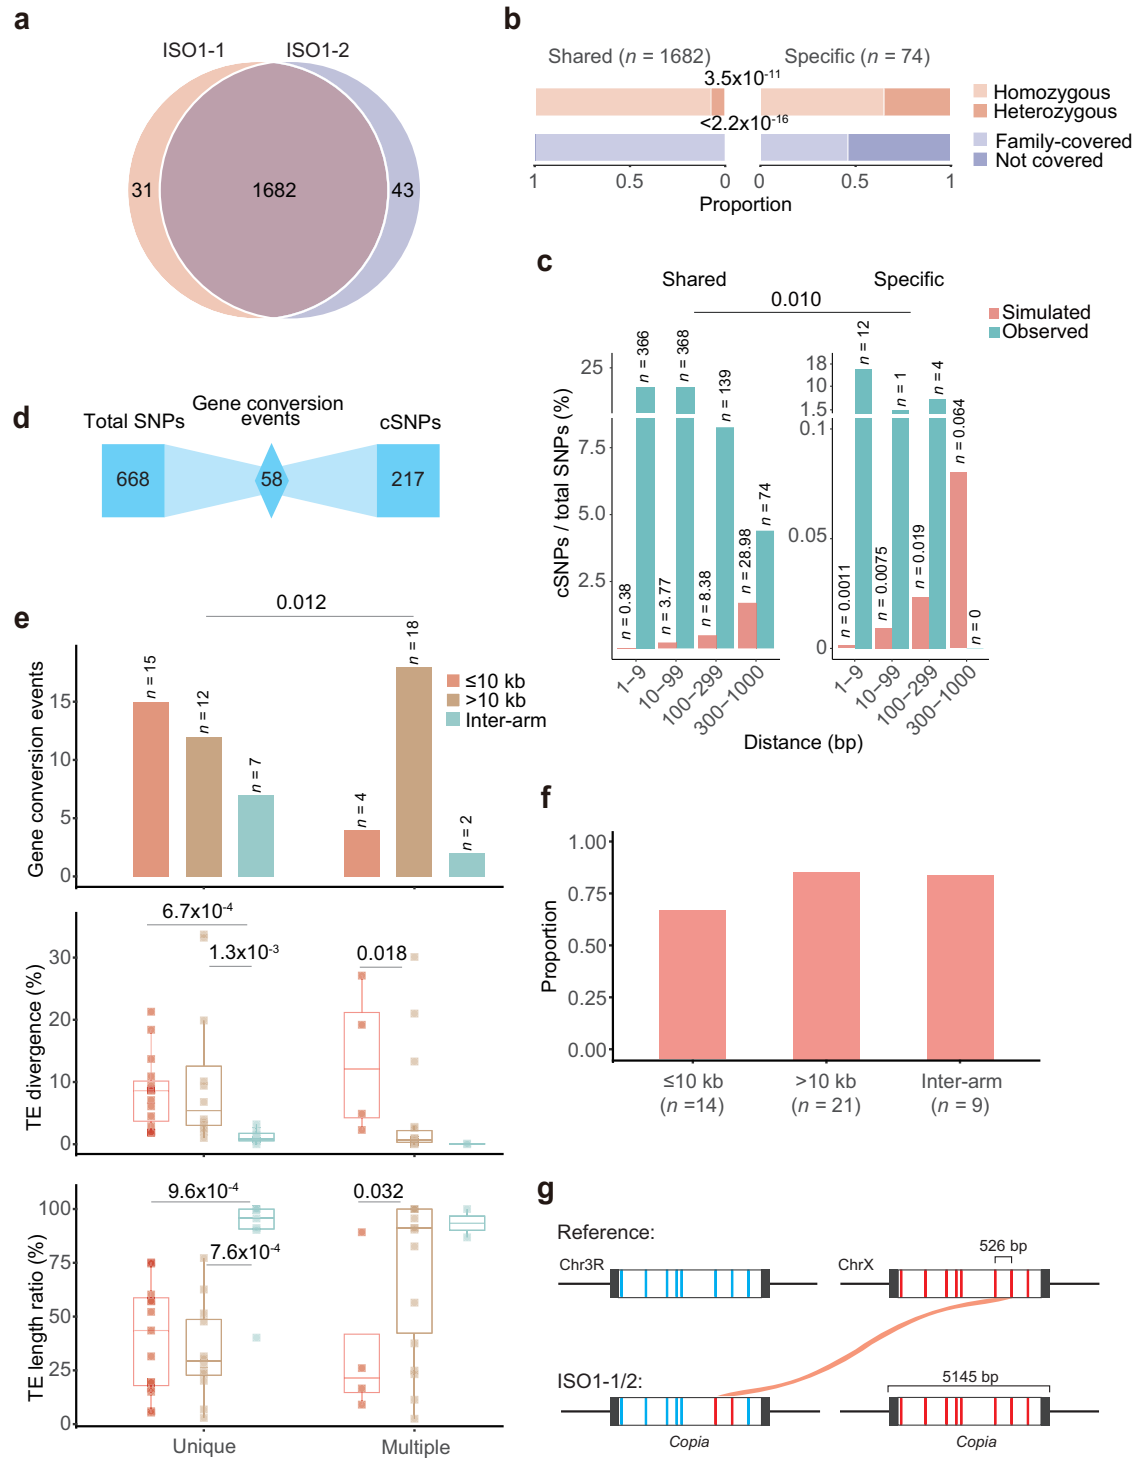 a
ISO1-1
ISO1-2
31
1682
43
b
Shared (n = 1682)
Specific (n = 74)
3.5x10-11
<2.2x10-16
Homozygous
Heterozygous
Family-covered
Not covered
1
0.5
0
0
0.5
1
Proportion
c
Shared
Specific
0.010
Simulated
Observed
cSNPs / total SNPs (%)
25
7.5
5.0
2.5
n = 0.38
n = 366
n = 3.77
n = 368
n = 8.38
n = 139
n = 28.98
n = 74
18
10
1.5
0.1
0.05
0
n = 0.0011
n = 12
n = 0.0075
n = 1
n = 0.019
n = 4
n = 0.064
n = 0
1–9
10–99
100–299
300–1000
1–9
10–99
100–299
300–1000
Distance (bp)
d
Total SNPs
Gene conversion
events
cSNPs
668
58
217
e
0.012
Gene conversion events
15
10
5
0
n = 15
n = 12
n = 7
n = 4
n = 18
n = 2
≤10 kb
>10 kb
Inter-arm
TE divergence (%)
30
20
10
0
6.7x10-4
1.3x10-3
0.018
TE length ratio (%)
100
75
50
25
0
9.6x10-4
7.6x10-4
0.032
Unique
Multiple
f
Proportion
1.00
0.75
0.50
0.25
0.00
≤10 kb
(n =14)
>10 kb
(n = 21)
Inter-arm
(n = 9)
g
Reference:
Chr3R
ChrX
526 bp
ISO1-1/2:
5145 bp
Copia
Copia